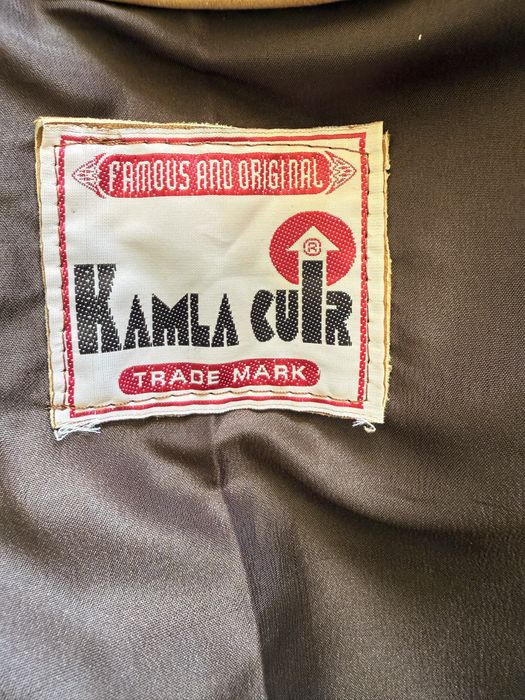 FAMOUS AND ORIGINAL
®
KAMLA CUIR
TRADE MARK